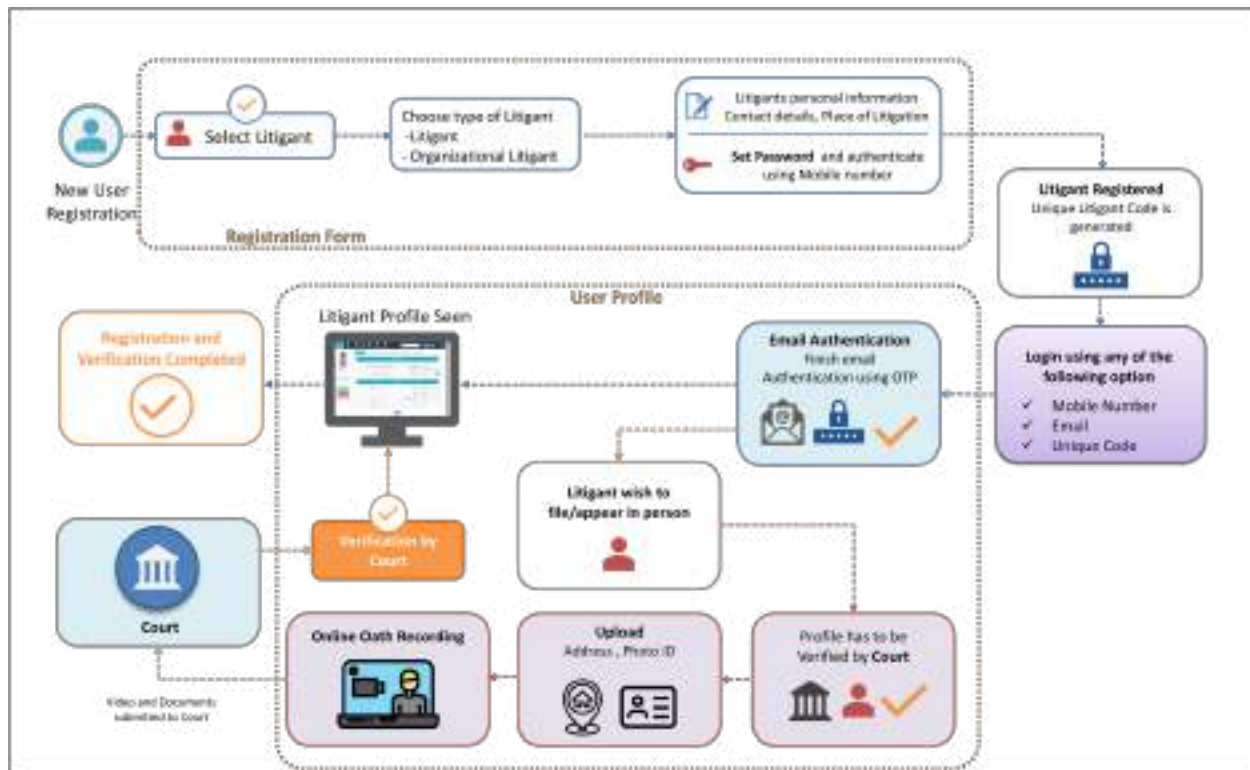 New User
Registration
Select Litigant
Choose type of Litigant
-Litigant
- Organizational Litigant
Litigants personal information
Contact details, Place of Litigation
Set Password and authenticate
using Mobile number
Registration Form
Litigant Registered
Unique Litigant Code is
generated
User Profile
Litigant Profile Seen
Registration and
Verification Completed
Email Authentication
Finish email
Authentication using OTP
Login using any of the
following option
✓ Mobile Number
✓ Email
✓ Unique Code
Litigant wish to
file/appear in person
Verification by
Court
Court
Online Oath Recording
Upload
Address , Photo ID
Profile has to be
Verified by Court
Video and Documents
submitted to Court